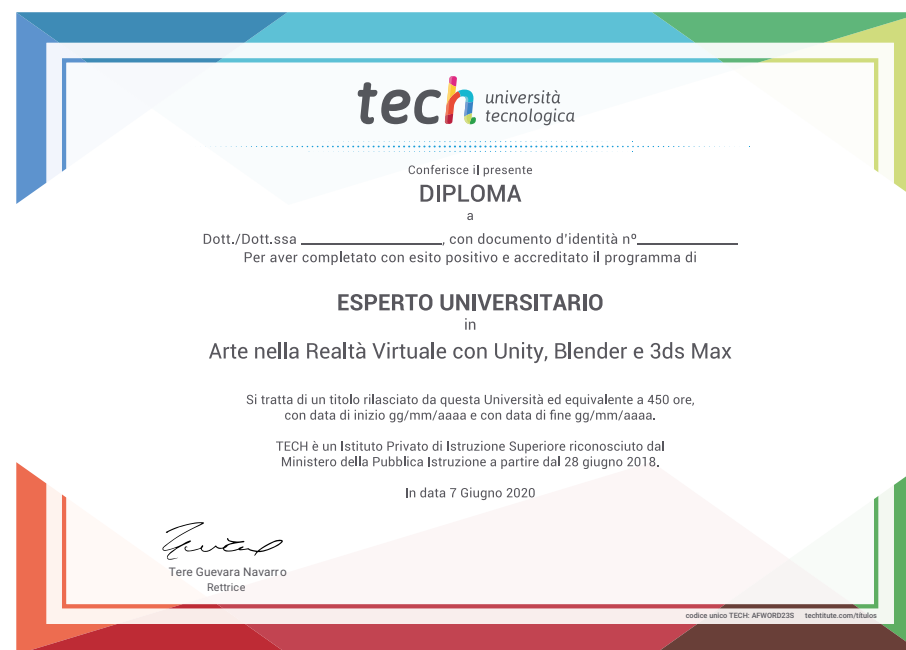 tech università
tecnologica
Conferisce il presente
DIPLOMA
a
Dott./Dott.ssa ____________________, con documento d'identità nº______________
Per aver completato con esito positivo e accreditato il programma di
ESPERTO UNIVERSITARIO
in
Arte nella Realtà Virtuale con Unity, Blender e 3ds Max
Si tratta di un titolo rilasciato da questa Università ed equivalente a 450 ore,
con data di inizio gg/mm/aaaa e con data di fine gg/mm/aaaa.
TECH è un Istituto Privato di Istruzione Superiore riconosciuto dal
Ministero della Pubblica Istruzione a partire dal 28 giugno 2018.
In data 7 Giugno 2020
Tere Guevara Navarro
Rettrice
codice unico TECH: AFWORD23S techtitute.com/titulos